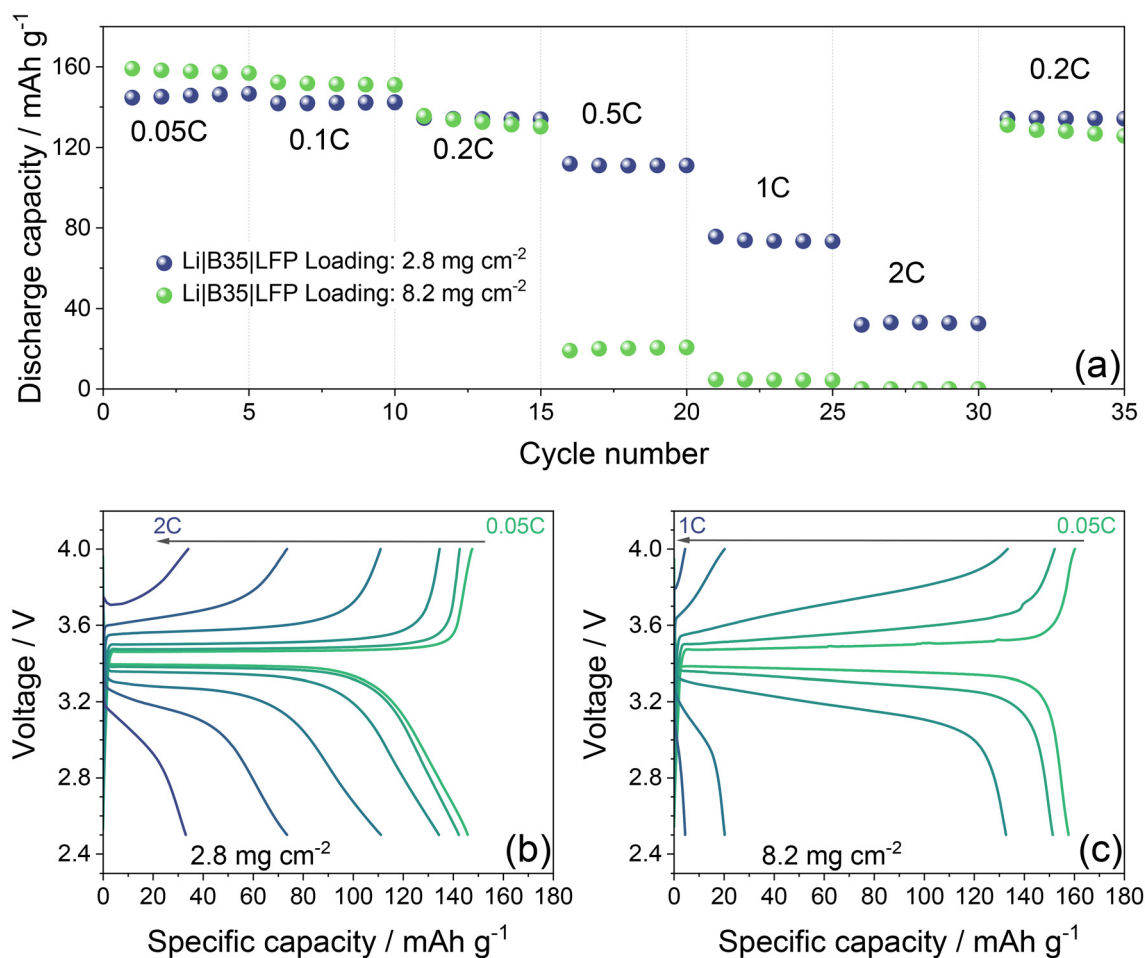 Discharge capacity / mAh g⁻¹
160
120
80
40
0
0.05C
0.1C
0.2C
0.5C
1C
2C
0.2C
Li|B35|LFP Loading: 2.8 mg cm⁻²
Li|B35|LFP Loading: 8.2 mg cm⁻²
(a)
0 5 10 15 20 25 30 35
Cycle number
2C 0.05C
Voltage / V
4.0
3.6
3.2
2.8
2.4
2.8 mg cm⁻²
(b)
0 20 40 60 80 100 120 140 160 180
Specific capacity / mAh g⁻¹
1C 0.05C
Voltage / V
4.0
3.6
3.2
2.8
2.4
8.2 mg cm⁻²
(c)
0 20 40 60 80 100 120 140 160 180
Specific capacity / mAh g⁻¹